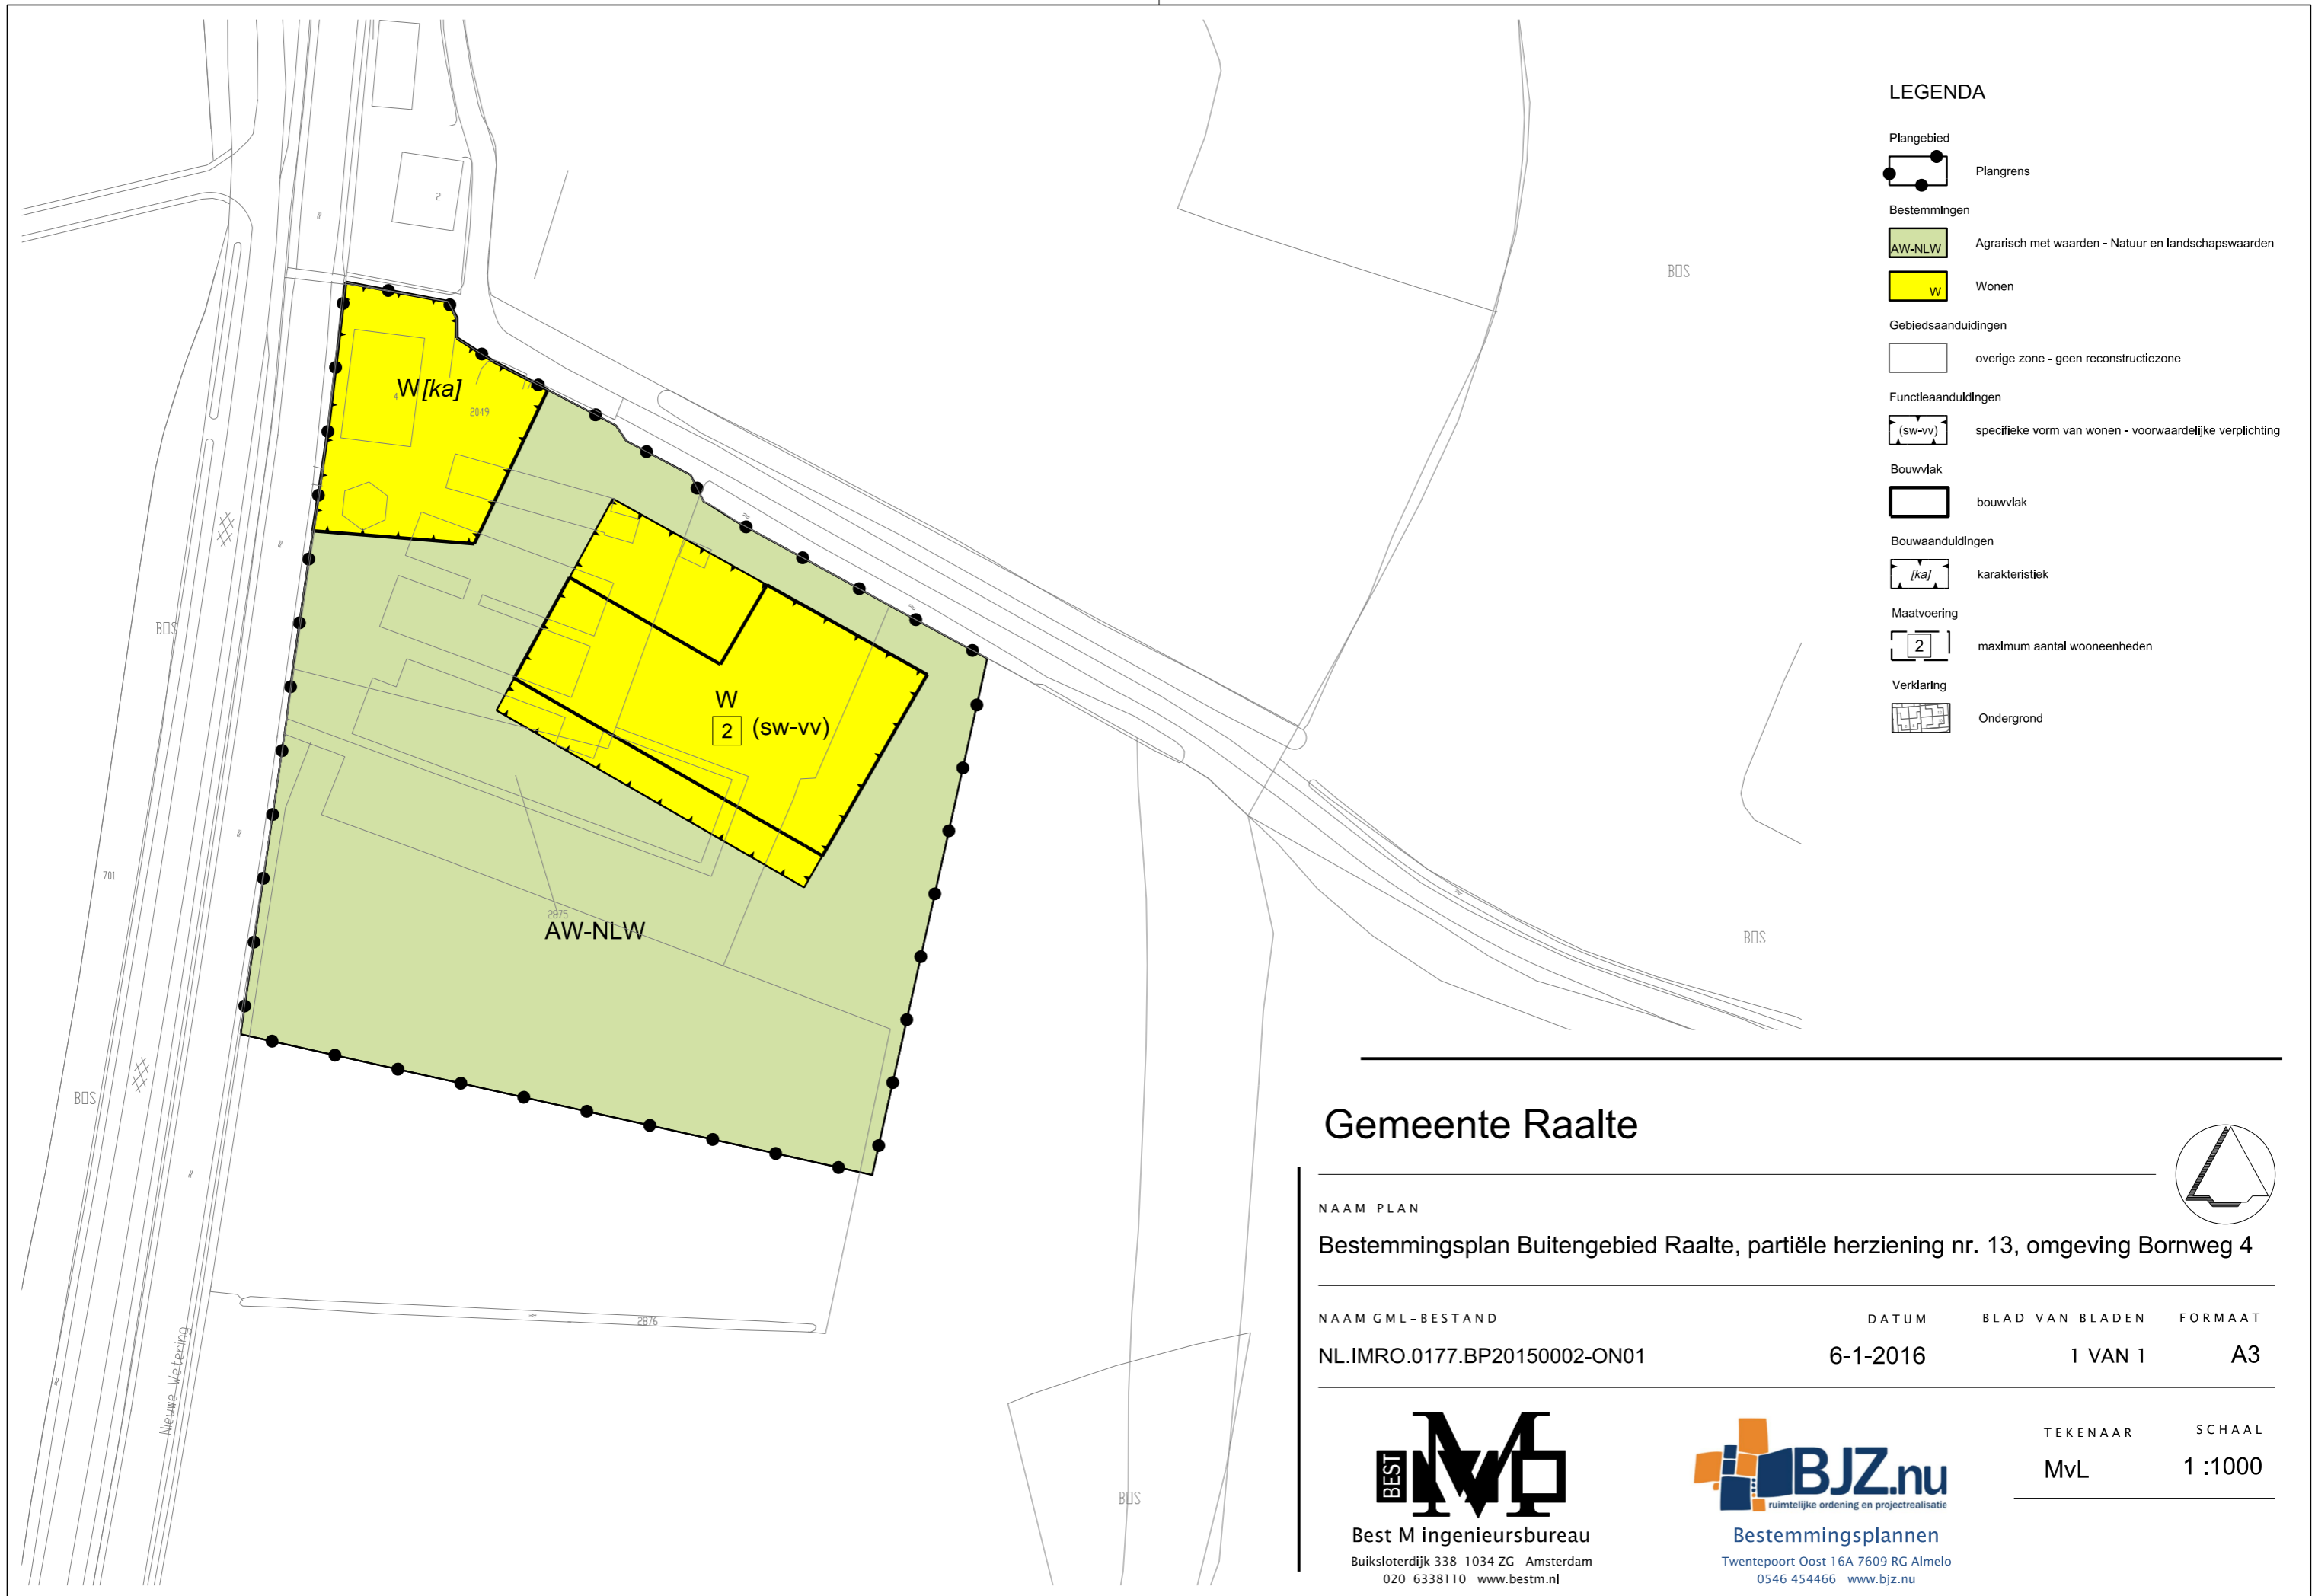 2
W [ka]
4
2049
BOS
BOS
W
2 (sw-vv)
701
2875
AW-NLW
BOS
BOS
Nieuwe Wetering
2876
BOS
LEGENDA
Plangebied
Plangrens
Bestemmingen
AW-NLW Agrarisch met waarden - Natuur en landschapswaarden
W Wonen
Gebiedsaanduidingen
overige zone - geen reconstructiezone
Functieaanduidingen
(sw-vv) specifieke vorm van wonen - voorwaardelijke verplichting
Bouwvlak
bouwvlak
Bouwaanduidingen
[ka] karakteristiek
Maatvoering
2 maximum aantal wooneenheden
Verklaring
Ondergrond
Gemeente Raalte
NAAM PLAN
Bestemmingsplan Buitengebied Raalte, partiële herziening nr. 13, omgeving Bornweg 4
NAAM GML-BESTAND DATUM BLAD VAN BLADEN FORMAAT
NL.IMRO.0177.BP20150002-ON01 6-1-2016 1 VAN 1 A3
BEST M
Best M ingenieursbureau
Buiksloterdijk 338 1034 ZG Amsterdam
020 6338110 www.bestm.nl
BJZ.nu
ruimtelijke ordening en projectrealisatie
Bestemmingsplannen
Twentepoort Oost 16A 7609 RG Almelo
0546 454466 www.bjz.nu
TEKENAAR SCHAAL
MvL 1 :1000